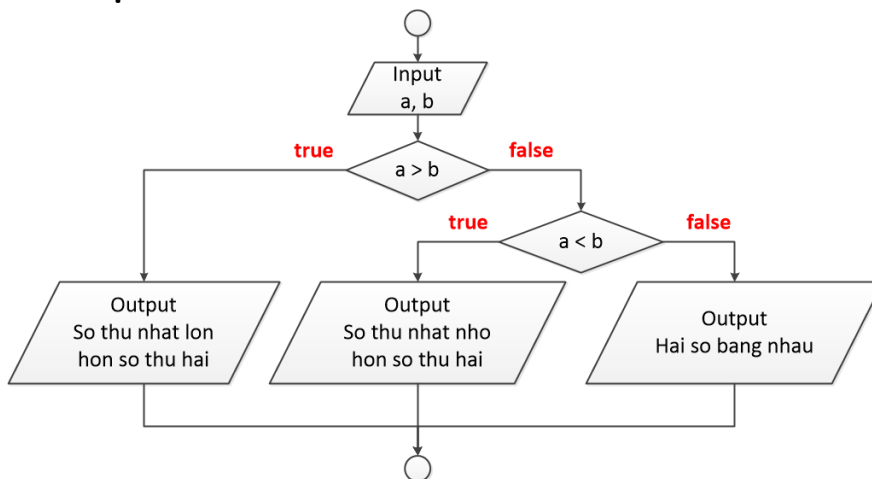 Input
a, b
true
a > b
false
true
a < b
false
Output
So thu nhat lon
hon so thu hai
Output
So thu nhat nho
hon so thu hai
Output
Hai so bang nhau